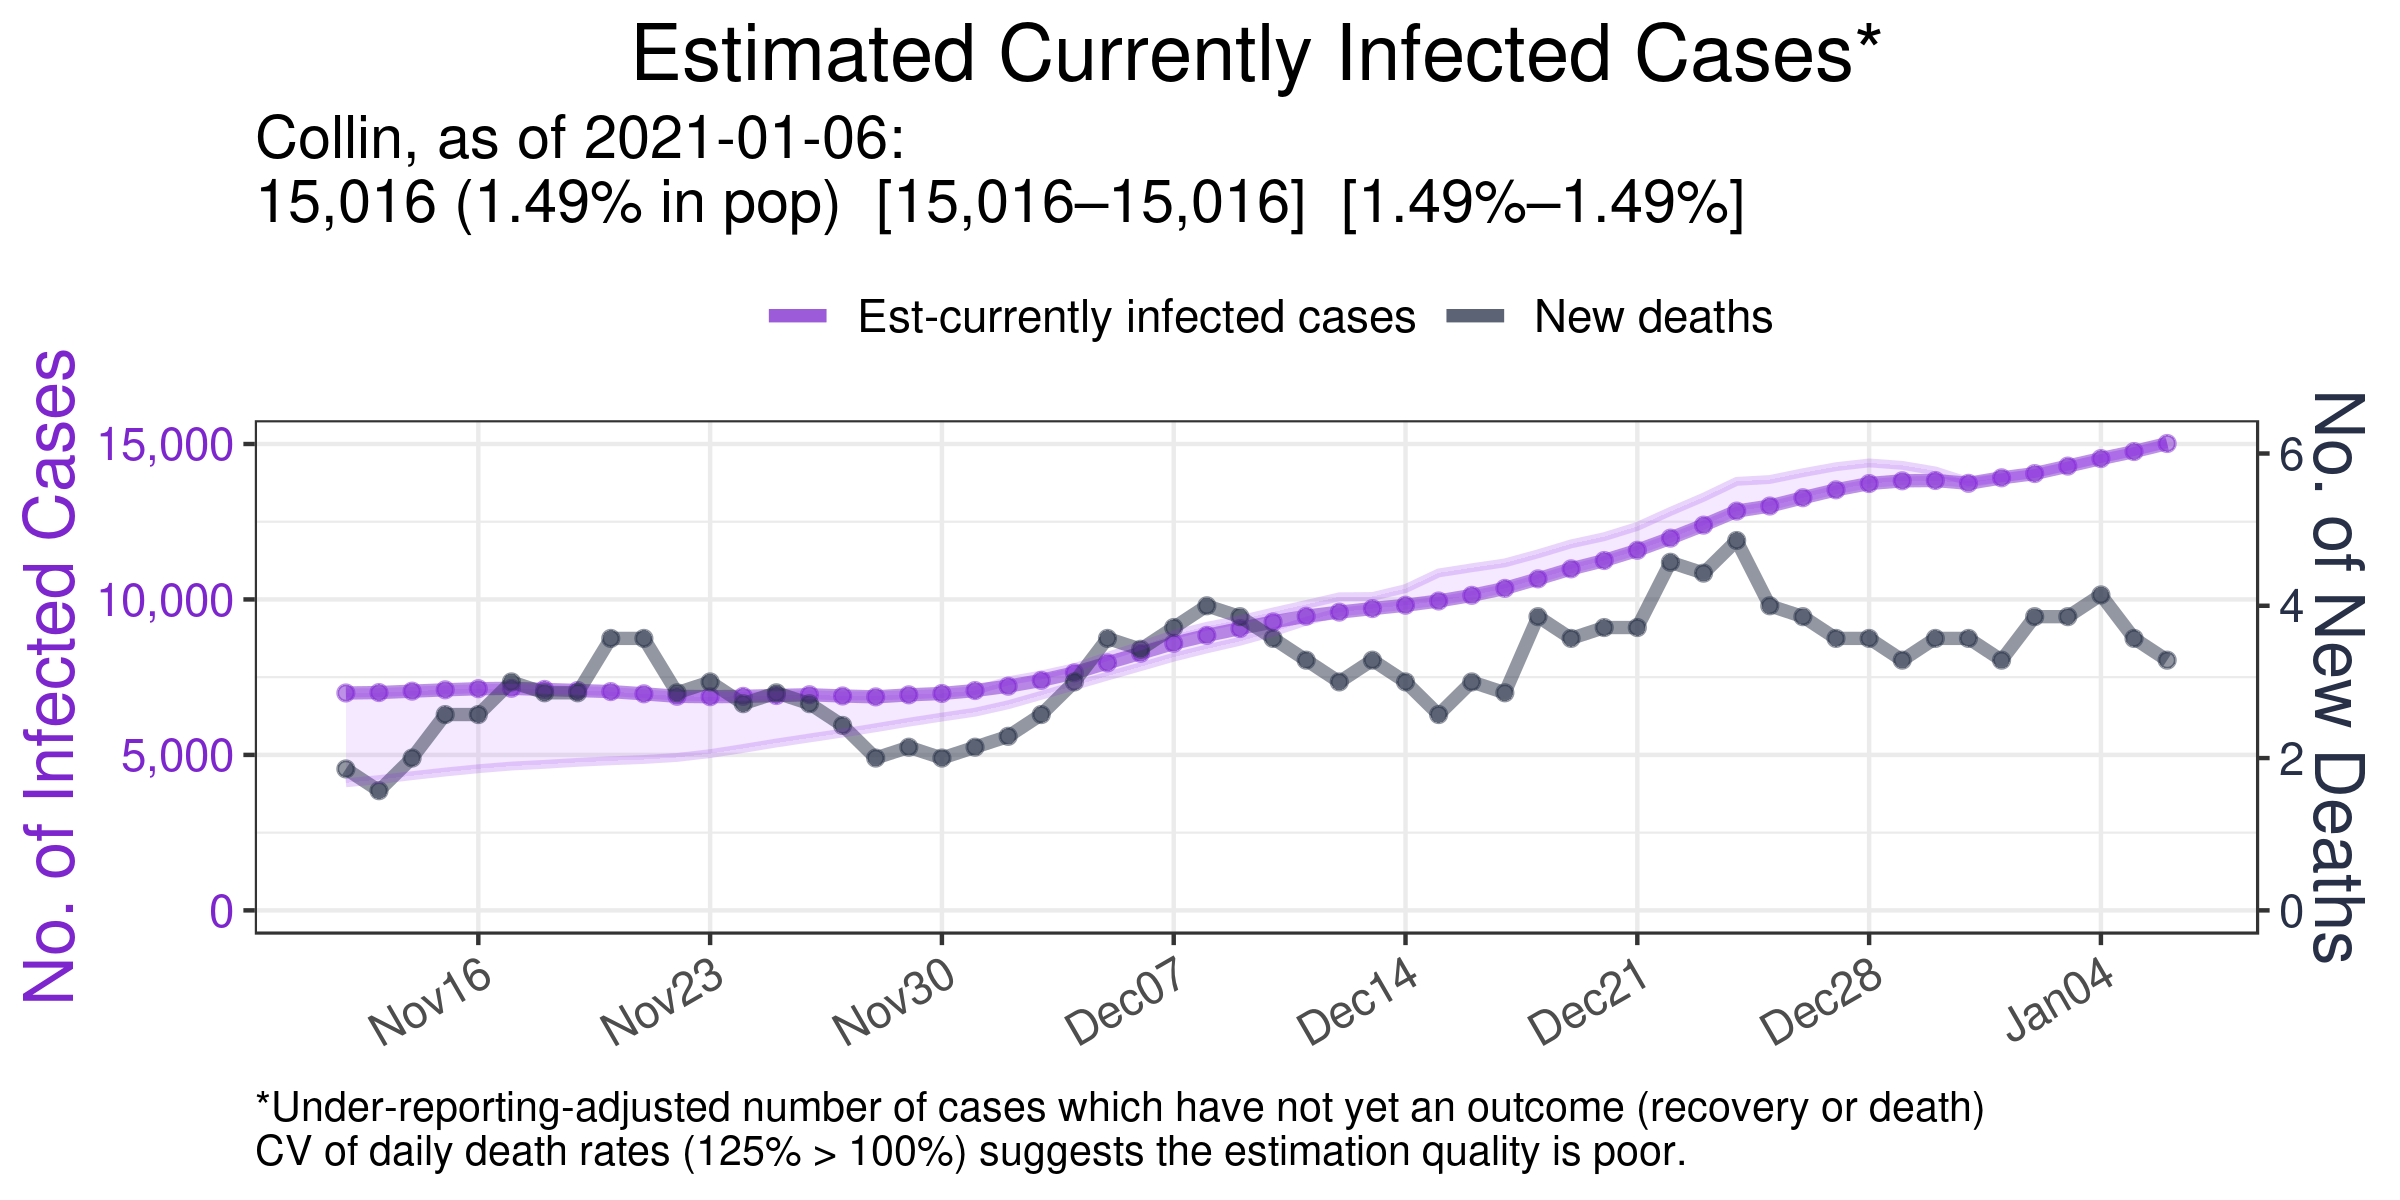 Estimated Currently Infected Cases*
Collin, as of 2021-01-06:
15,016 (1.49% in pop)  [15,016–15,016]  [1.49%–1.49%]
Est-currently infected cases
New deaths
No. of Infected Cases
15,000
10,000
5,000
0
6
4
2
0
No. of New Deaths
Nov16
Nov23
Nov30
Dec07
Dec14
Dec21
Dec28
Jan04
*Under-reporting-adjusted number of cases which have not yet an outcome (recovery or death)
CV of daily death rates (125% > 100%) suggests the estimation quality is poor.